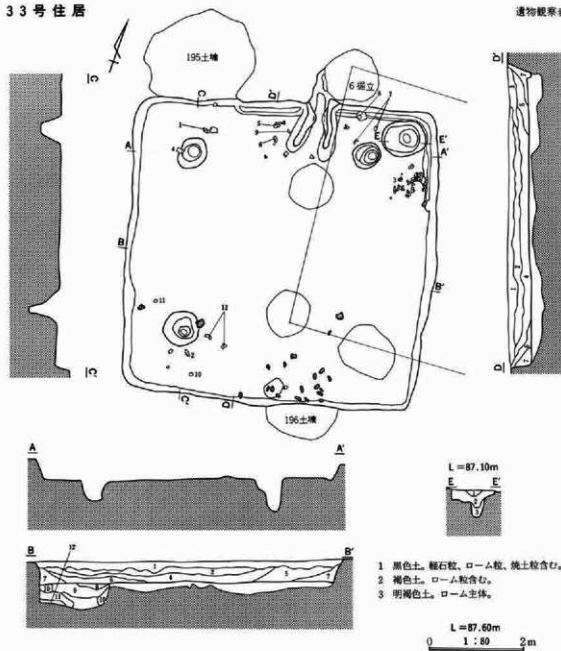 33号住居
遺物観察
195土壙
6掘立
196土壙
A
A'
B
B'
C
C'
D
D'
E
E'
A A'
B B'
L=87.10m
E E'
1 黒色土。軽石粒、ローム粒、焼土粒含む。
2 褐色土。ローム粒含む。
3 明褐色土。ローム主体。
L=87.60m
0 1:80 2m